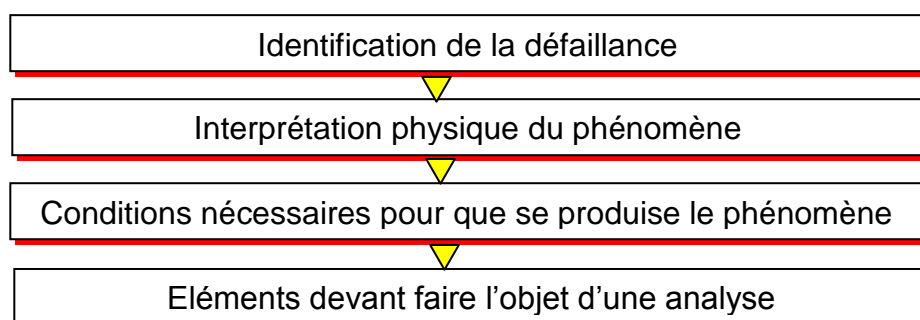 Identification de la défaillance
Interprétation physique du phénomène
Conditions nécessaires pour que se produise le phénomène
Eléments devant faire l’objet d’une analyse